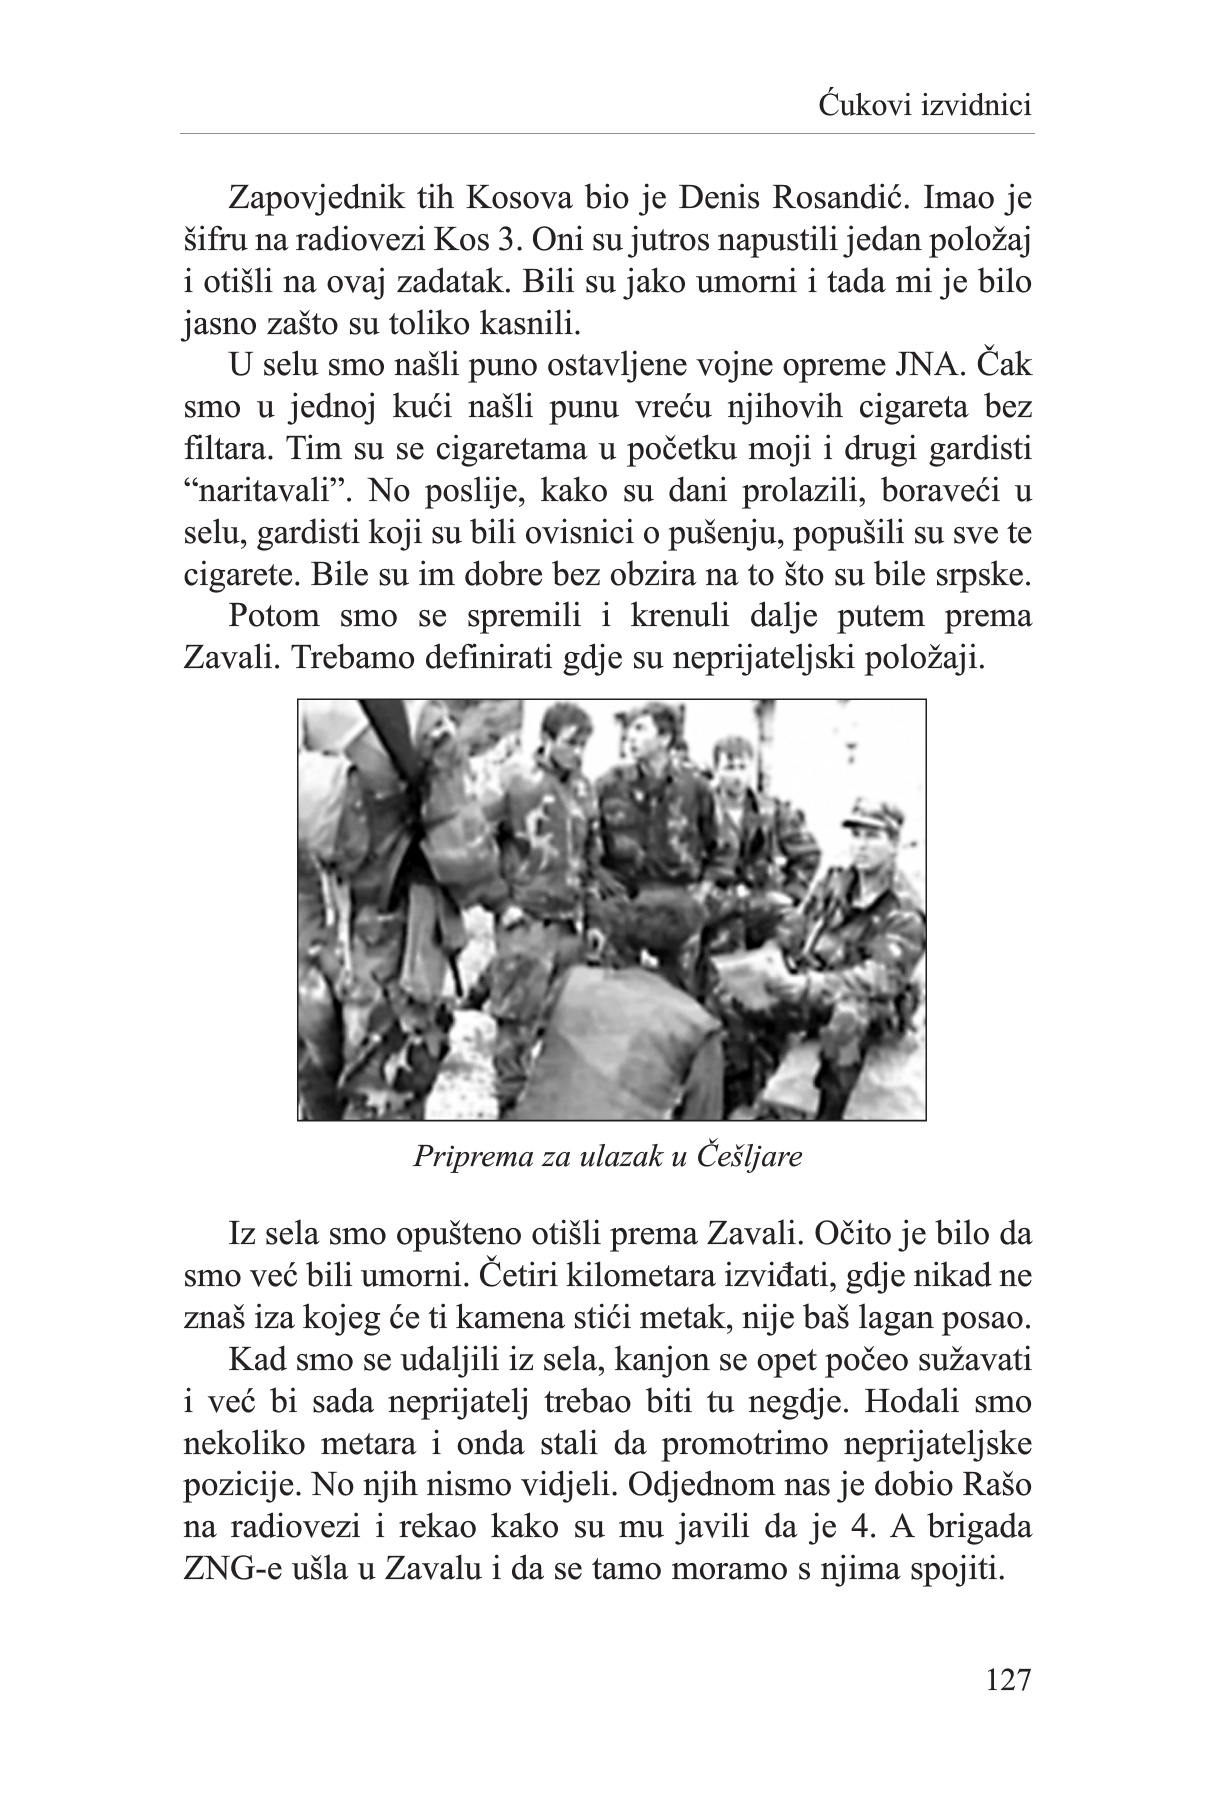 Ćukovi izvidnici
Zapovjednik tih Kosova bio je Denis Rosandić. Imao je
šifru na radiovezi Kos 3. Oni su jutros napustili jedan položaj
i otišli na ovaj zadatak. Bili su jako umorni i tada mi je bilo
jasno zašto su toliko kasnili.
U selu smo našli puno ostavljene vojne opreme JNA. Čak
smo u jednoj kući našli punu vreću njihovih cigareta bez
filtara. Tim su se cigaretama u početku moji i drugi gardisti
“naritavali”. No poslije, kako su dani prolazili, boraveći u
selu, gardisti koji su bili ovisnici o pušenju, popušili su sve te
cigarete. Bile su im dobre bez obzira na to što su bile srpske.
Potom smo se spremili i krenuli dalje putem prema
Zavali. Trebamo definirati gdje su neprijateljski položaji.
Priprema za ulazak u Češljare
Iz sela smo opušteno otišli prema Zavali. Očito je bilo da
smo već bili umorni. Četiri kilometara izviđati, gdje nikad ne
znaš iza kojeg će ti kamena stići metak, nije baš lagan posao.
Kad smo se udaljili iz sela, kanjon se opet počeo sužavati
i već bi sada neprijatelj trebao biti tu negdje. Hodali smo
nekoliko metara i onda stali da promotrimo neprijateljske
pozicije. No njih nismo vidjeli. Odjednom nas je dobio Rašo
na radiovezi i rekao kako su mu javili da je 4. A brigada
ZNG-e ušla u Zavalu i da se tamo moramo s njima spojiti.
127